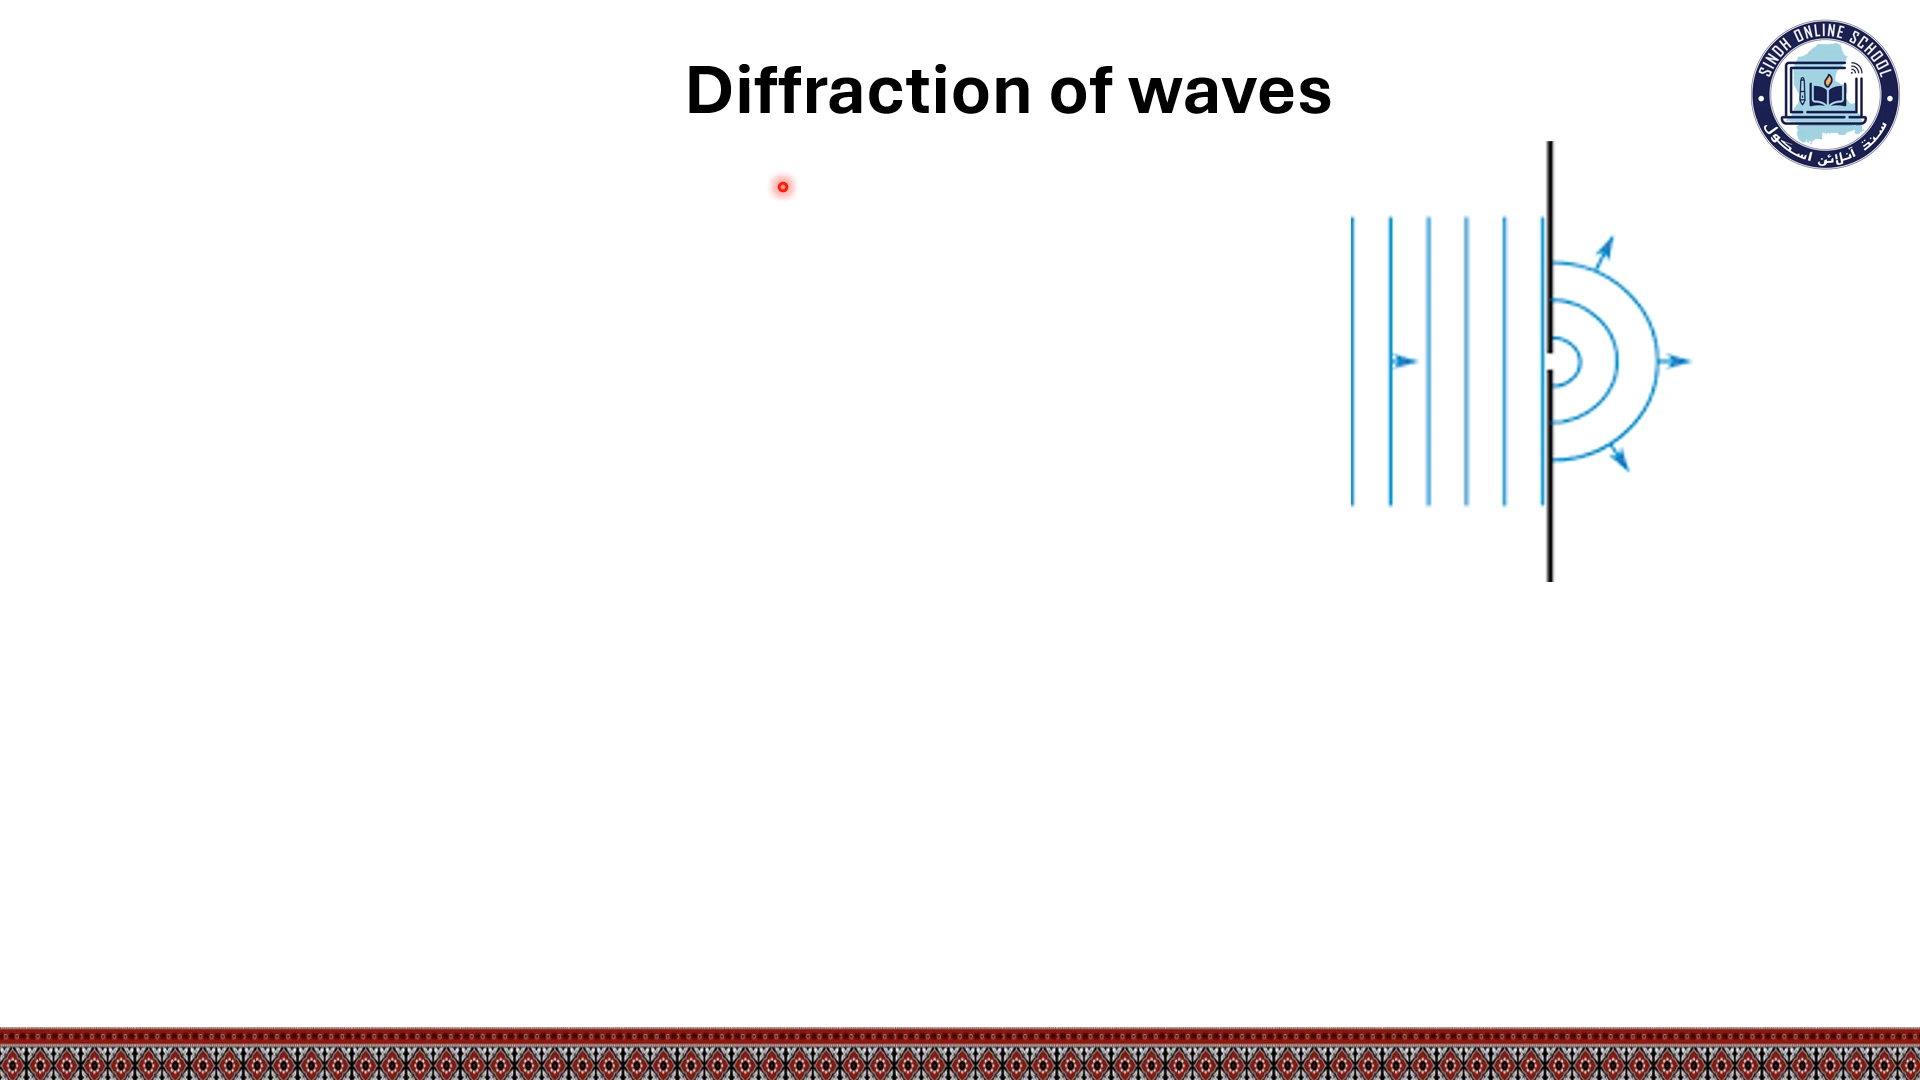 Diffraction of waves
SINDH ONLINE SCHOOL
سنڌ آنلائن اسڪول